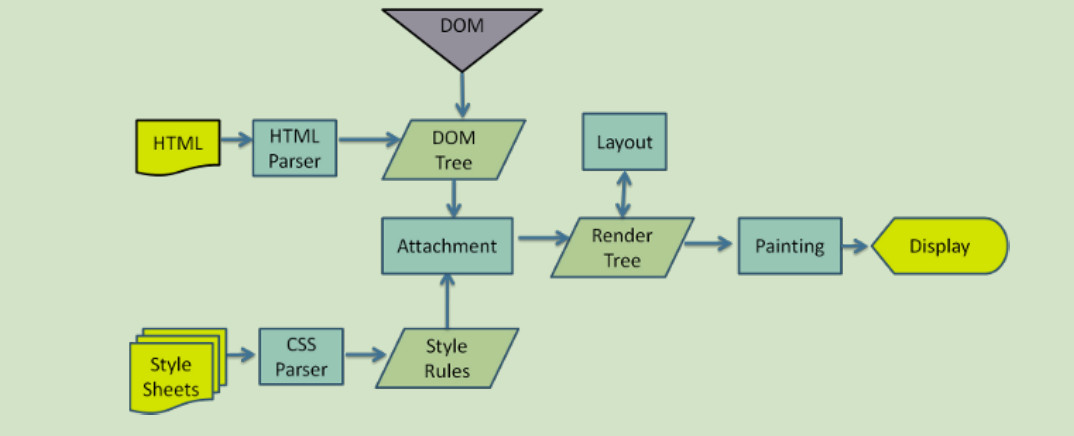 DOM
HTML
HTML
Parser
DOM
Tree
Layout
Attachment
Render
Tree
Painting
Display
Style
Sheets
CSS
Parser
Style
Rules